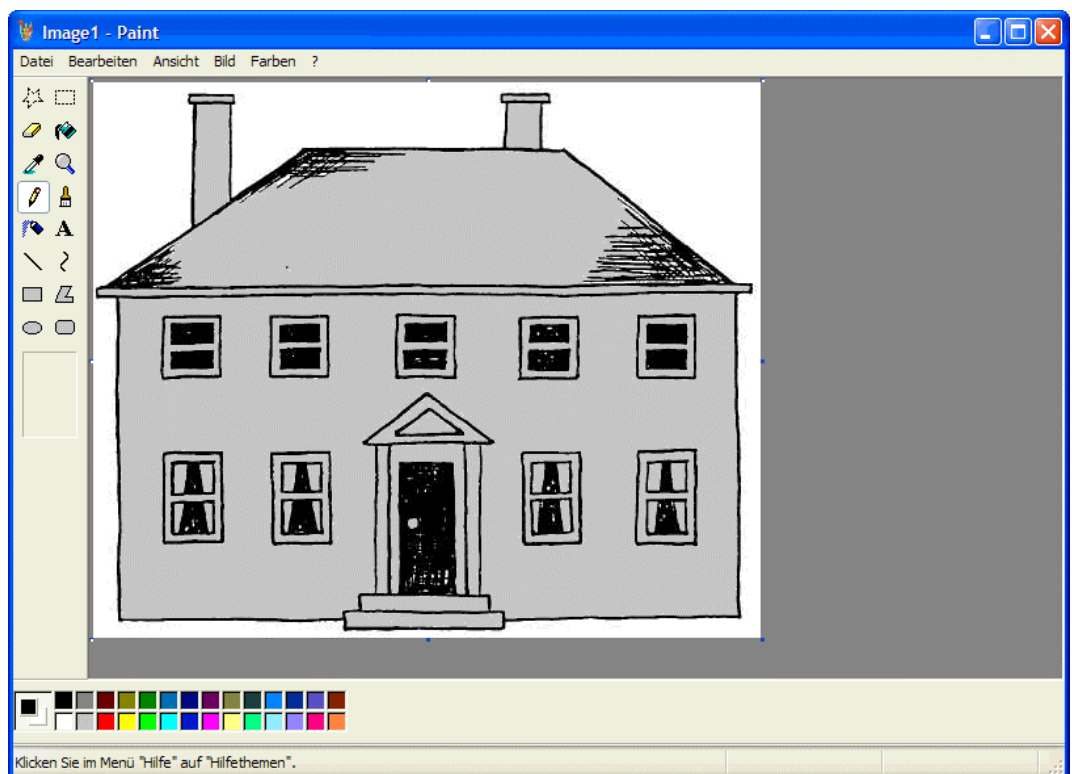 Image1 - Paint
Datei Bearbeiten Ansicht Bild Farben ?
A
Klicken Sie im Menü "Hilfe" auf "Hilfethemen".